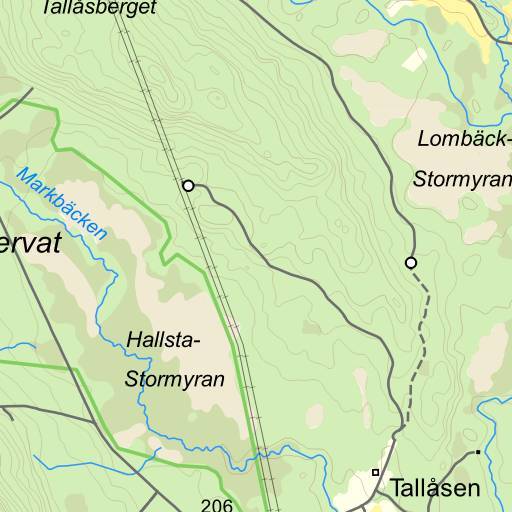 Tallåsberget
Lombäck-
Stormyran
Markbäcken
ervat
Hallsta-
Stormyran
Tallåsen
206